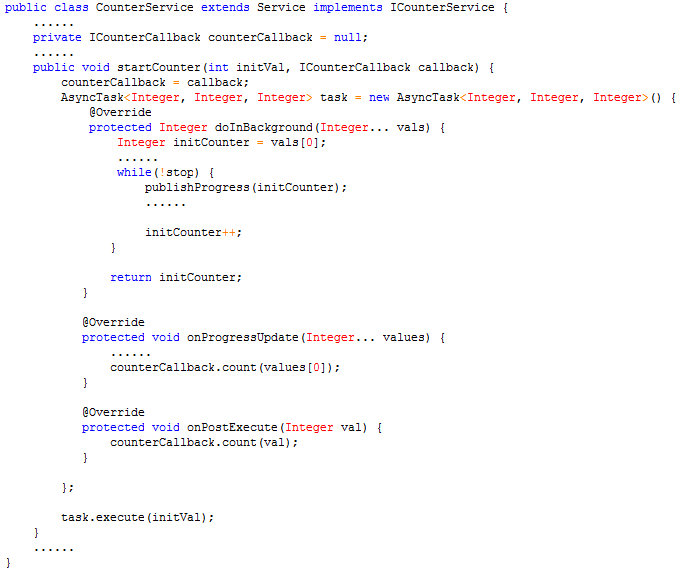 public class CounterService extends Service implements ICounterService {
    ......
    private ICounterCallback counterCallback = null;
    ......
    public void startCounter(int initVal, ICounterCallback callback) {
        counterCallback = callback;
        AsyncTask<Integer, Integer, Integer> task = new AsyncTask<Integer, Integer, Integer>() {
            @Override
            protected Integer doInBackground(Integer... vals) {
                Integer initCounter = vals[0];
                ......
                while(!stop) {
                    publishProgress(initCounter);
                    ......
                    initCounter++;
                }
                return initCounter;
           }
           @Override
           protected void onProgressUpdate(Integer... values) {
               ......
               counterCallback.count(values[0]);
           }
           @Override
           protected void onPostExecute(Integer val) {
               counterCallback.count(val);
           }
        };
        task.execute(initVal);
    }
    ......
}